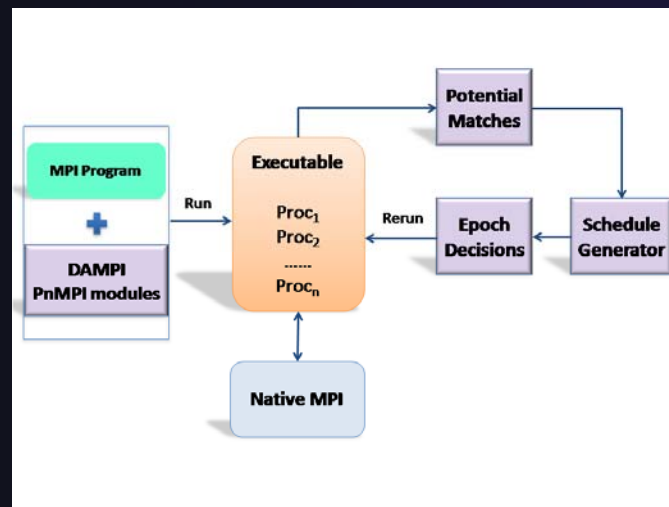 MPI Program
DAMPI
PnMPI modules
Run
Executable
Proc₁
Proc₂
......
Procₙ
Native MPI
Potential
Matches
Rerun
Epoch
Decisions
Schedule
Generator